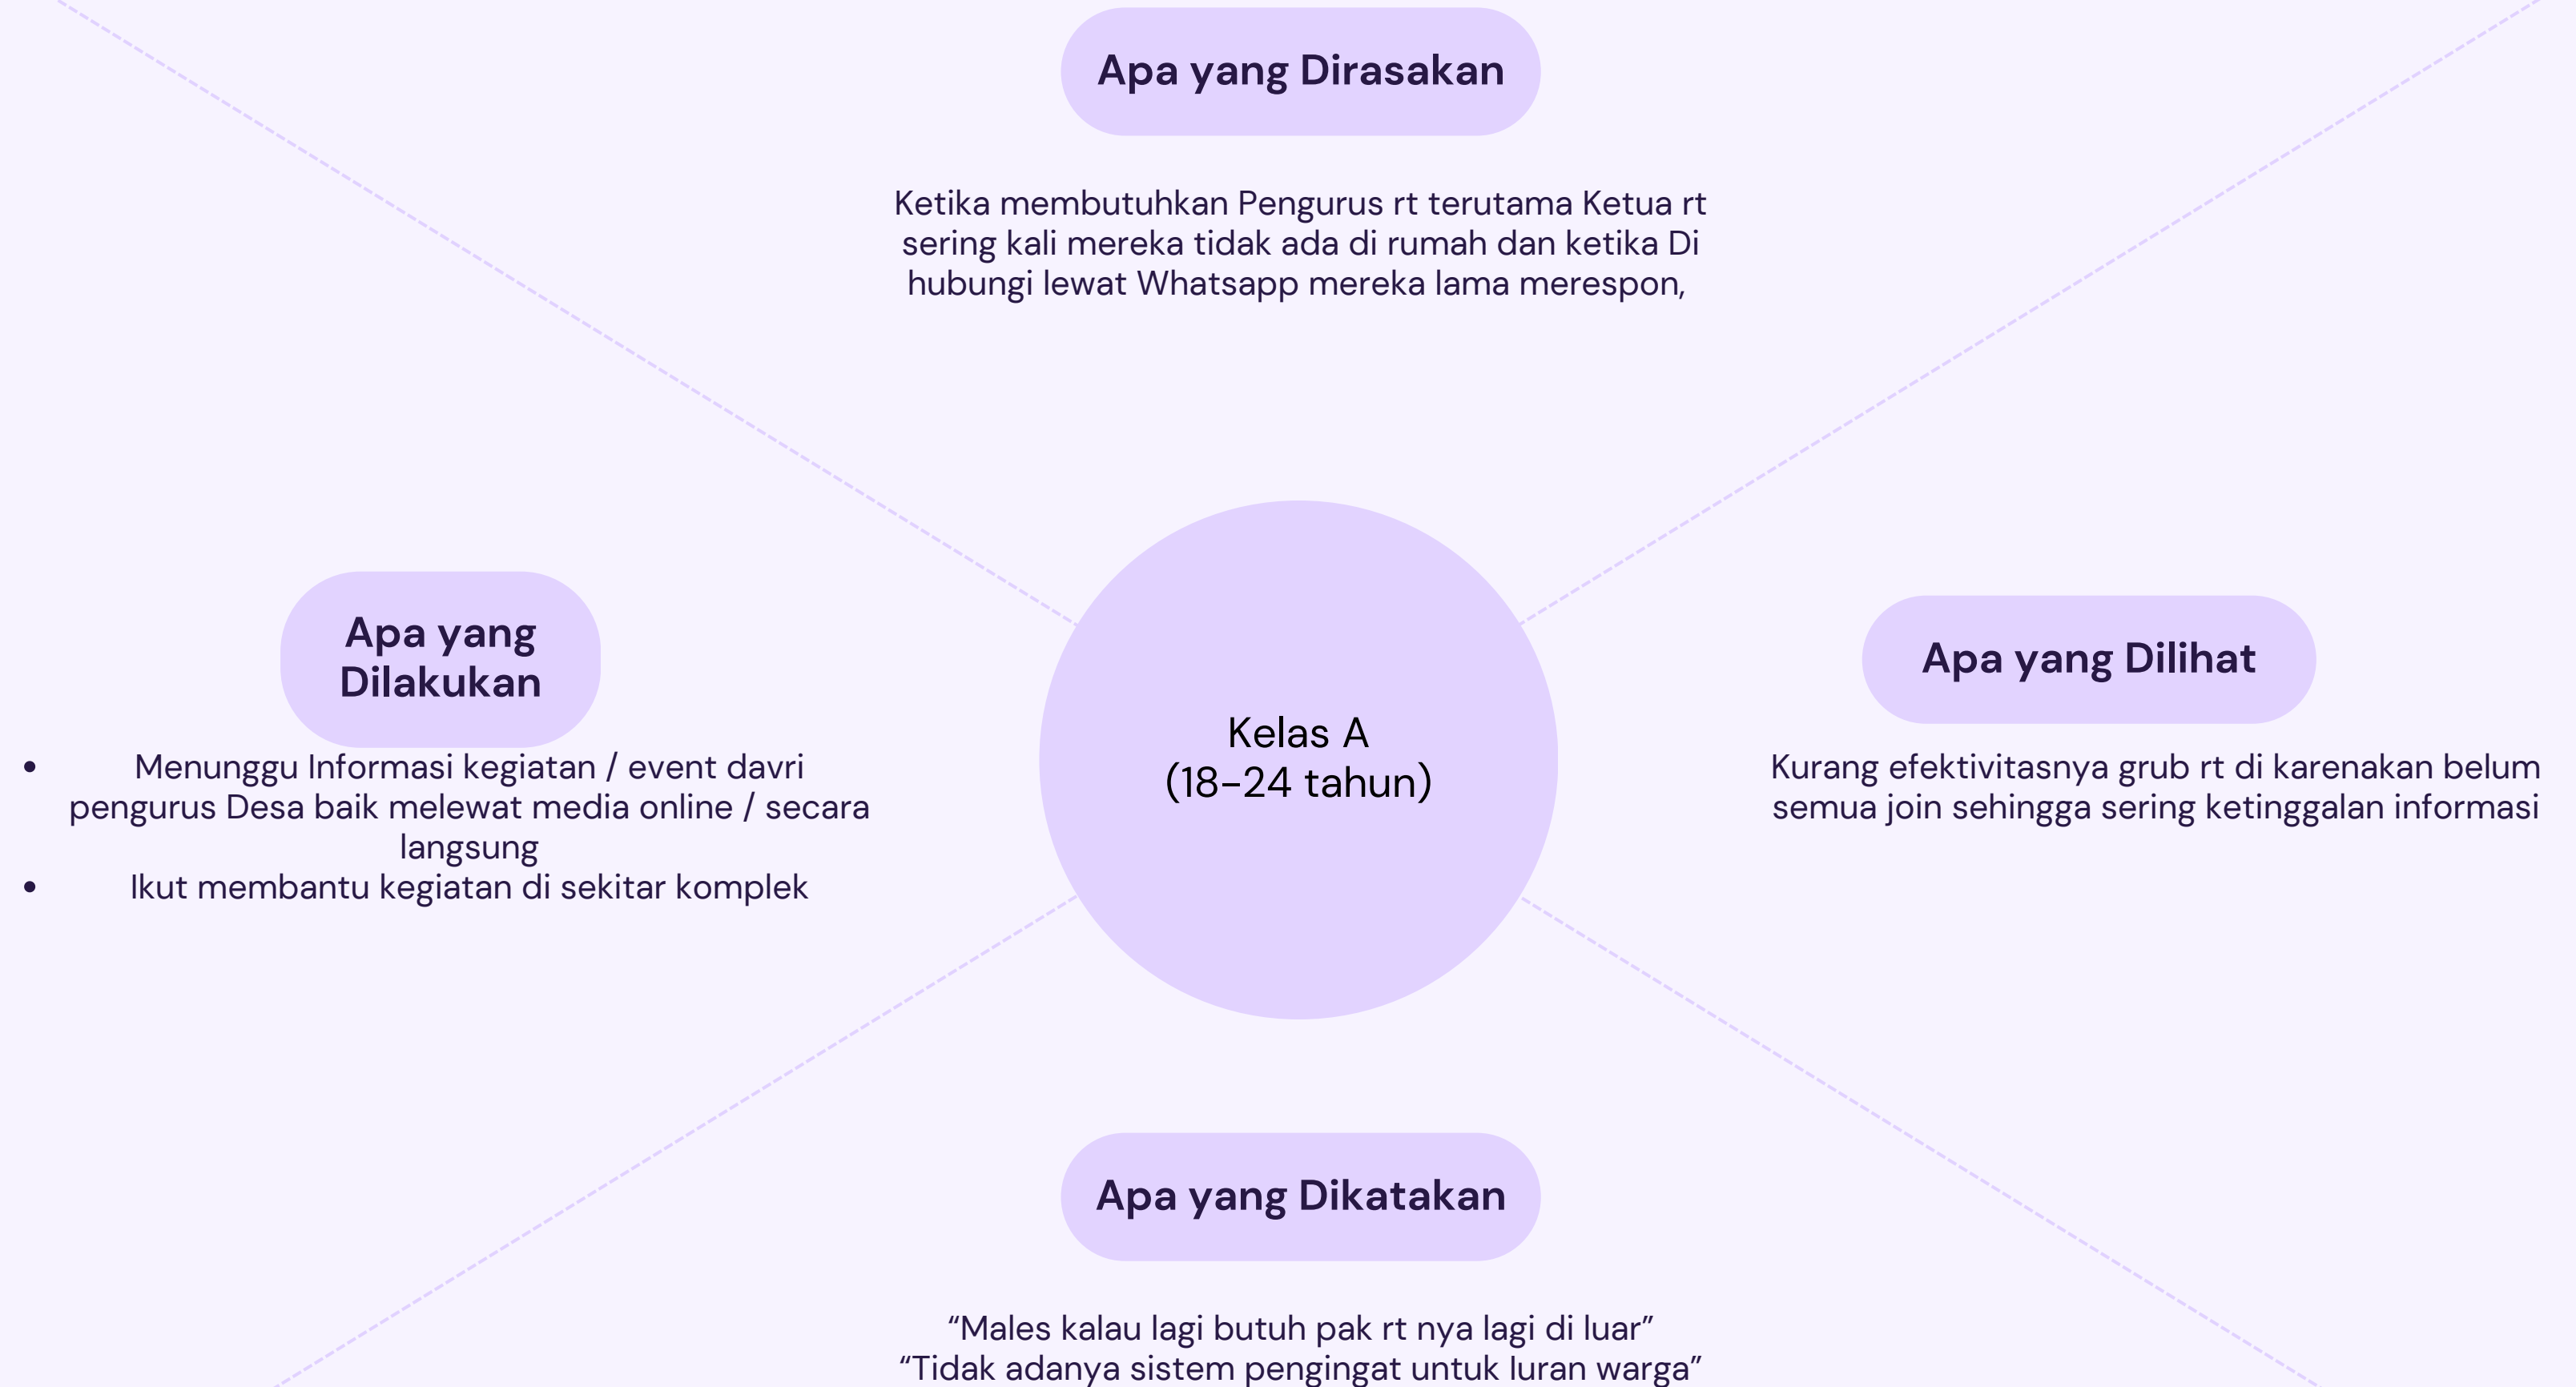 Apa yang Dirasakan
Ketika membutuhkan Pengurus rt terutama Ketua rt
sering kali mereka tidak ada di rumah dan ketika Di
hubungi lewat Whatsapp mereka lama merespon,
Apa yang
Dilakukan
• Menunggu Informasi kegiatan / event davri
pengurus Desa baik melewat media online / secara
langsung
• Ikut membantu kegiatan di sekitar komplek
Kelas A
(18-24 tahun)
Apa yang Dilihat
Kurang efektivitasnya grub rt di karenakan belum
semua join sehingga sering ketinggalan informasi
Apa yang Dikatakan
“Males kalau lagi butuh pak rt nya lagi di luar”
“Tidak adanya sistem pengingat untuk Iuran warga”